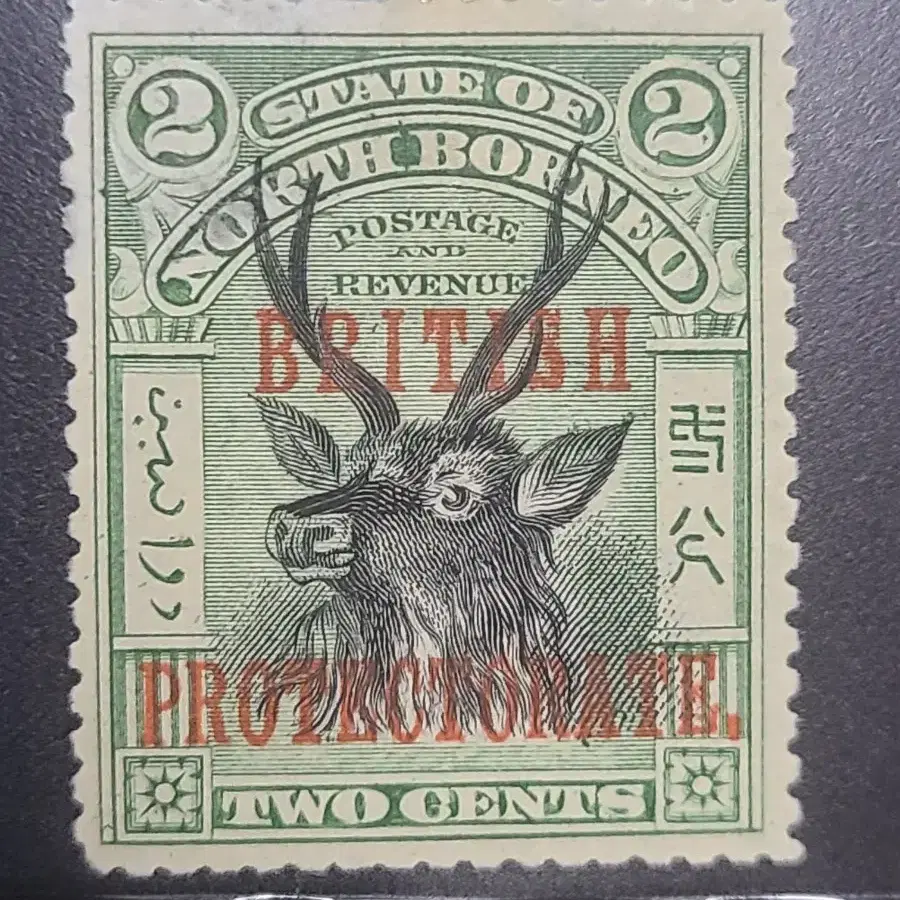 2 STATE OF 2
NORTH BORNEO
POSTAGE
AND
REVENUE
BRITISH
PROTECTORATE.
TWO CENTS